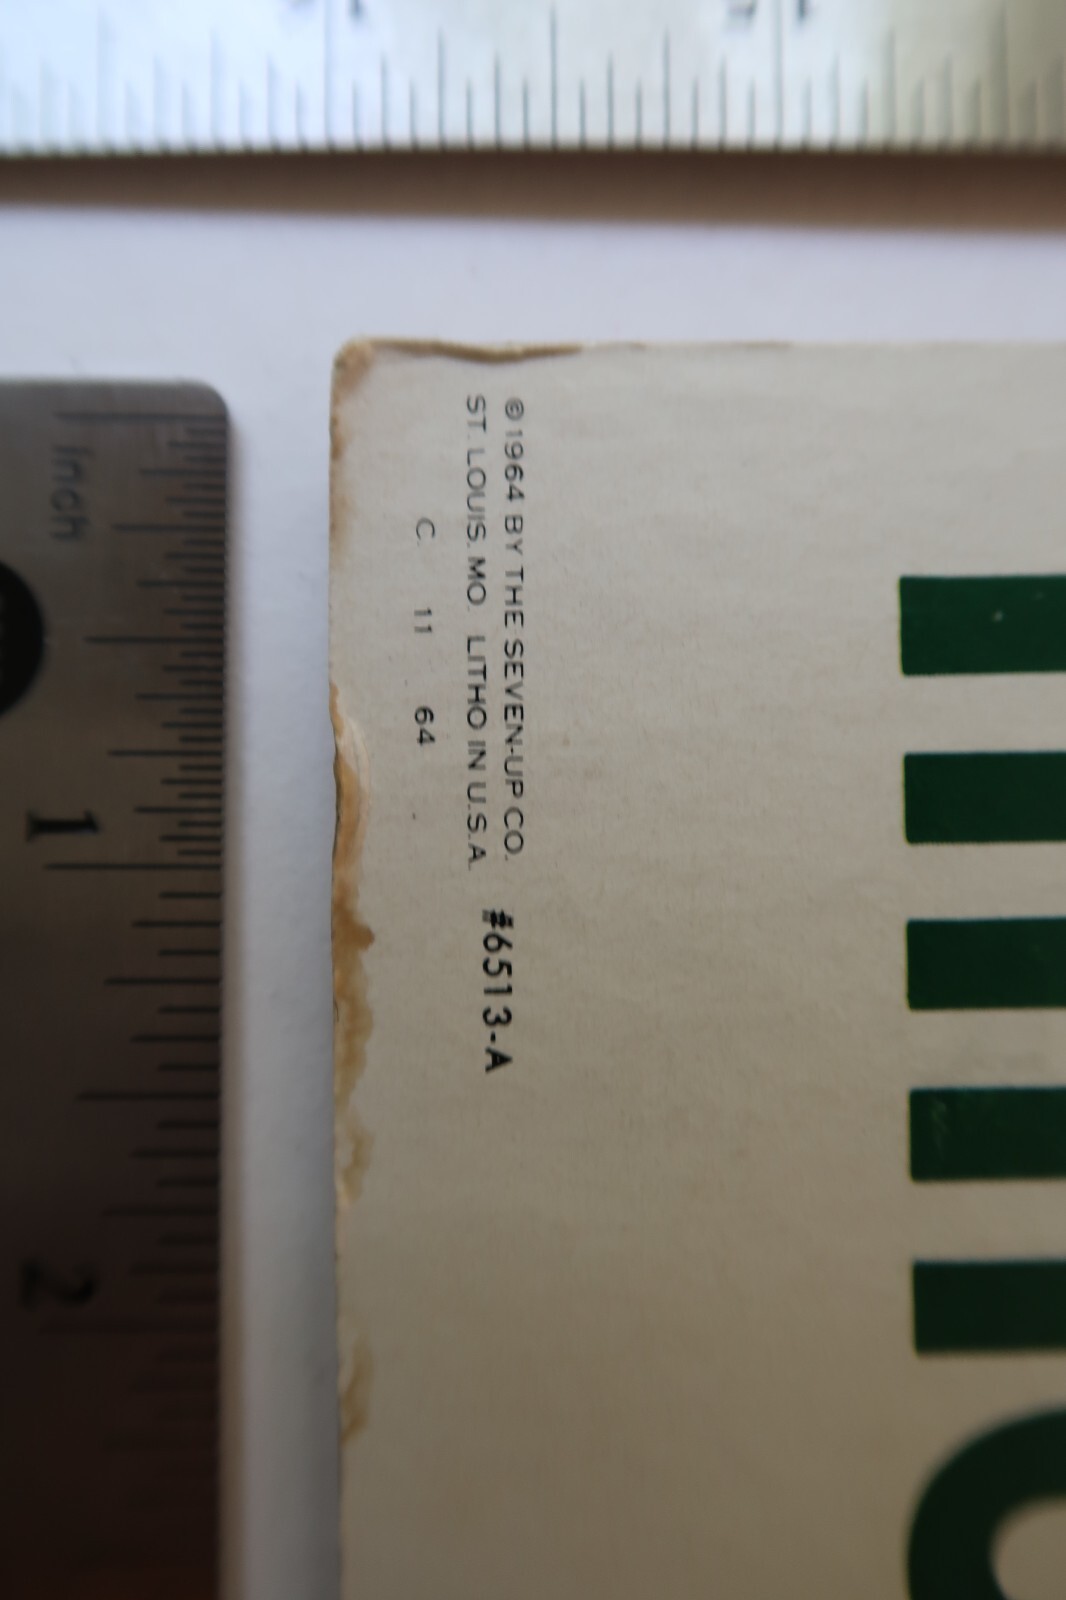 © 1964 BY THE SEVEN-UP CO.
ST. LOUIS. MO. LITHO IN U.S.A. #6513-A
C. 11 64
inch
1
2